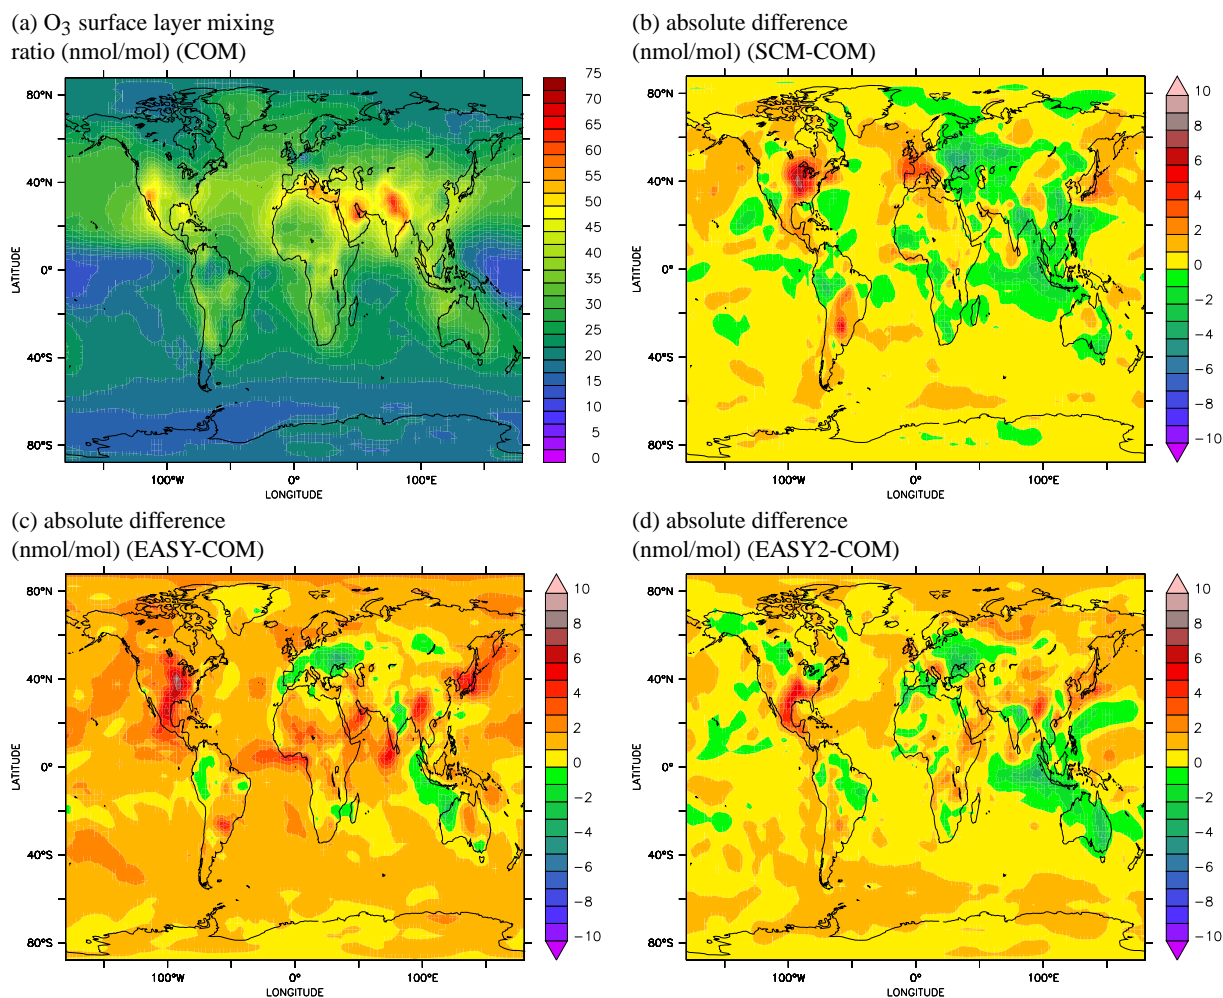 (a) O3 surface layer mixing
ratio (nmol/mol) (COM)
80°N
40°N
0°
40°S
80°S
LATITUDE
100°W
0°
100°E
LONGITUDE
75
70
65
60
55
50
45
40
35
30
25
20
15
10
5
0
(b) absolute difference
(nmol/mol) (SCM-COM)
80°N
40°N
0°
40°S
80°S
LATITUDE
100°W
0°
100°E
LONGITUDE
10
8
6
4
2
0
−2
−4
−6
−8
−10
(c) absolute difference
(nmol/mol) (EASY-COM)
80°N
40°N
0°
40°S
80°S
LATITUDE
100°W
0°
100°E
LONGITUDE
10
8
6
4
2
0
−2
−4
−6
−8
−10
(d) absolute difference
(nmol/mol) (EASY2-COM)
80°N
40°N
0°
40°S
80°S
LATITUDE
100°W
0°
100°E
LONGITUDE
10
8
6
4
2
0
−2
−4
−6
−8
−10